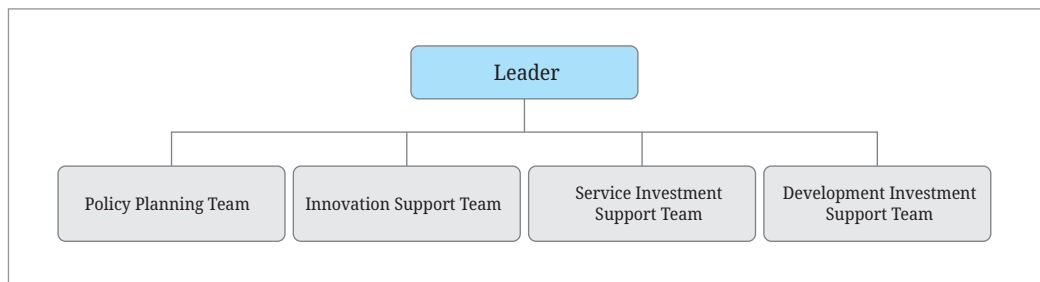 Leader
Policy Planning Team
Innovation Support Team
Service Investment
Support Team
Development Investment
Support Team